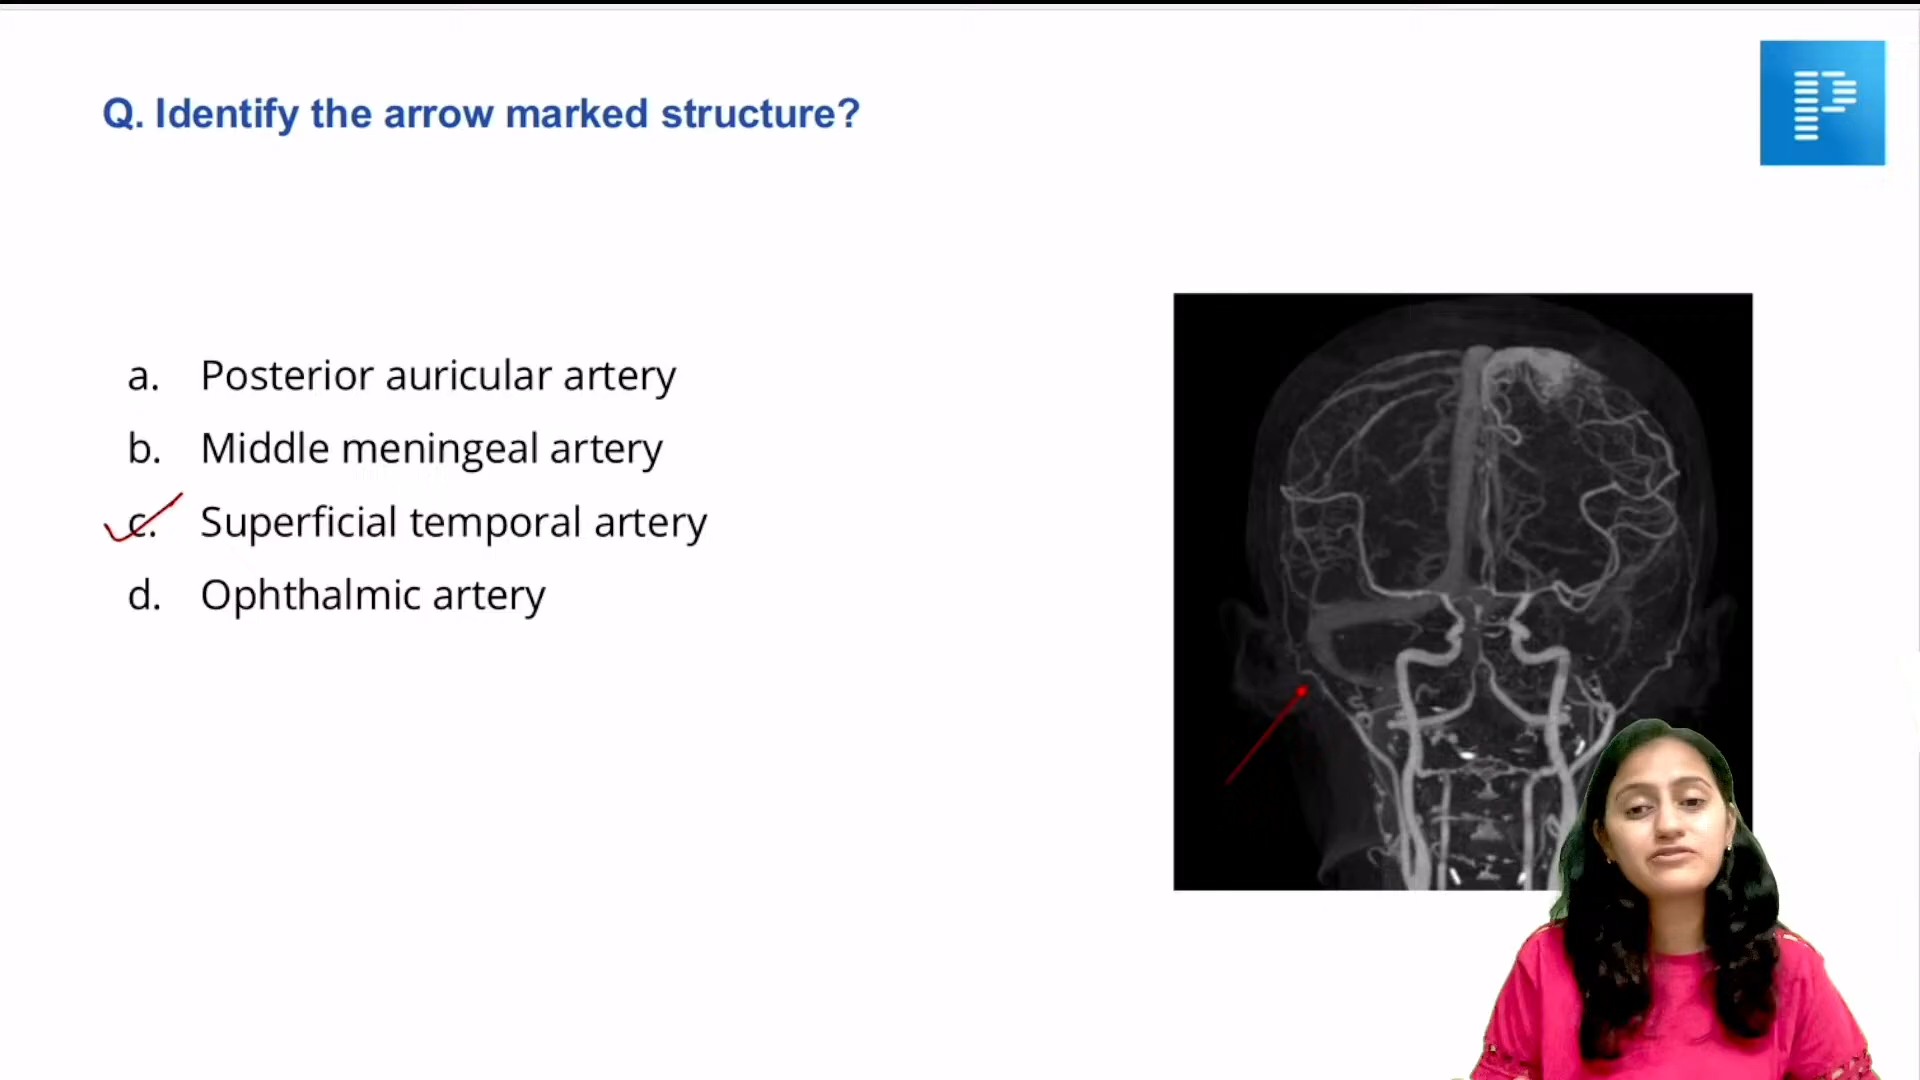 Q. Identify the arrow marked structure?
a. Posterior auricular artery
b. Middle meningeal artery
c. Superficial temporal artery
d. Ophthalmic artery